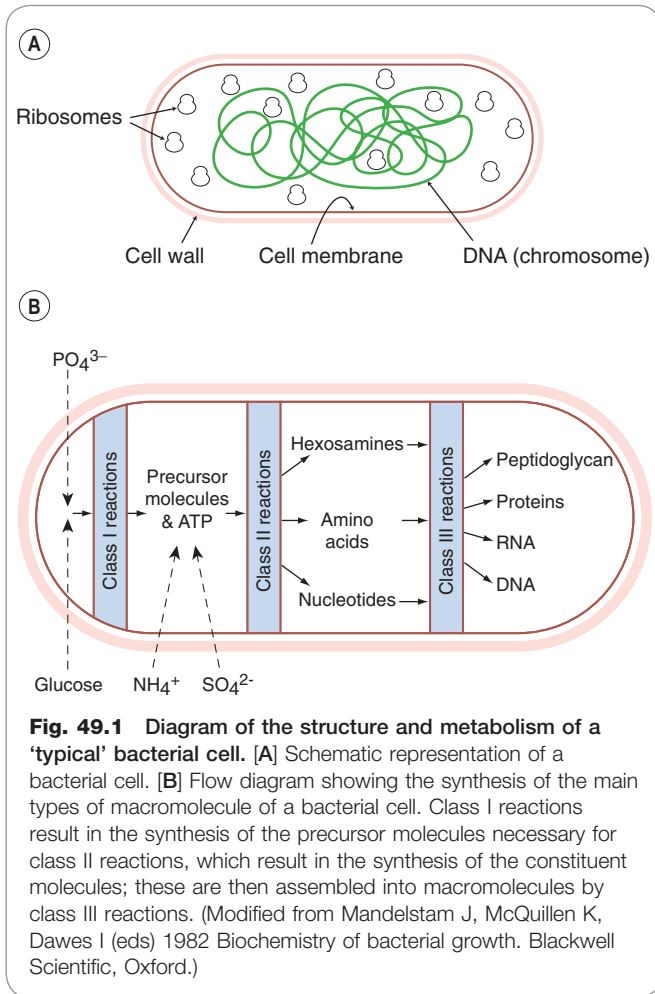 A
Ribosomes
Cell wall
Cell membrane
DNA (chromosome)
B
PO₄³⁻
Class I reactions
Precursor
molecules
& ATP
Class II reactions
Hexosamines
Amino
acids
Nucleotides
Class III reactions
Peptidoglycan
Proteins
RNA
DNA
Glucose
NH₄⁺
SO₄²⁻
Fig. 49.1 Diagram of the structure and metabolism of a
‘typical’ bacterial cell. [A] Schematic representation of a
bacterial cell. [B] Flow diagram showing the synthesis of the main
types of macromolecule of a bacterial cell. Class I reactions
result in the synthesis of the precursor molecules necessary for
class II reactions, which result in the synthesis of the constituent
molecules; these are then assembled into macromolecules by
class III reactions. (Modified from Mandelstam J, McQuillen K,
Dawes I (eds) 1982 Biochemistry of bacterial growth. Blackwell
Scientific, Oxford.)